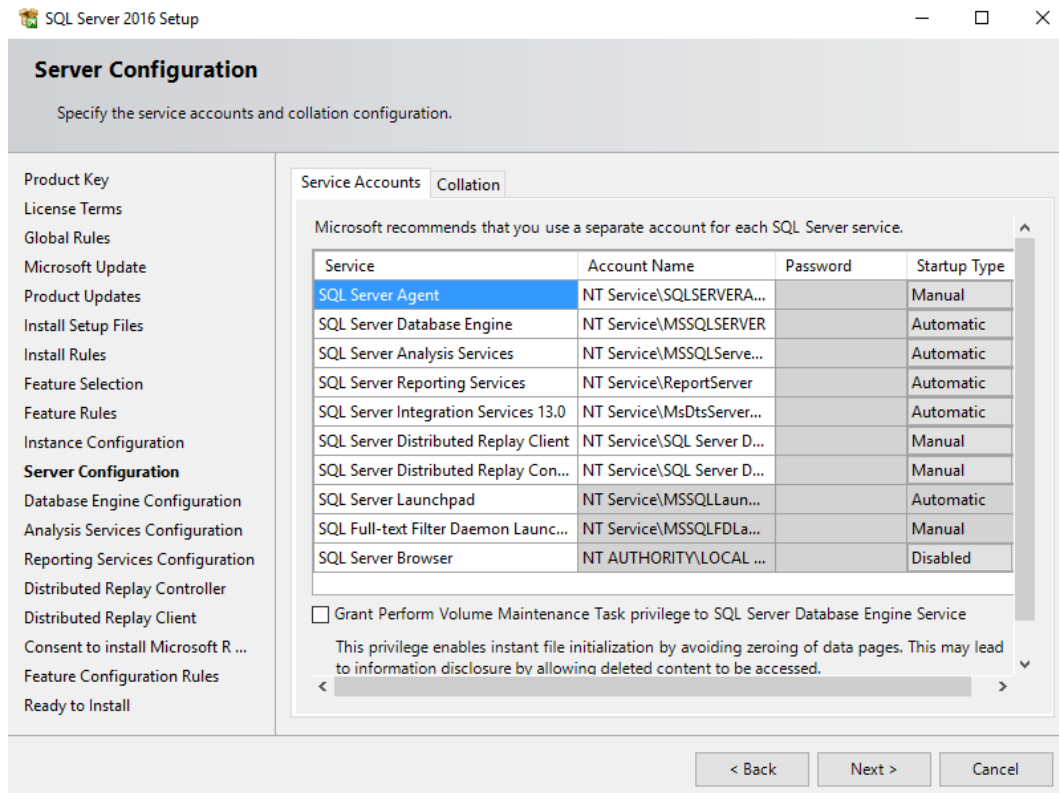 SQL Server 2016 Setup
Server Configuration
Specify the service accounts and collation configuration.
Product Key
License Terms
Global Rules
Microsoft Update
Product Updates
Install Setup Files
Install Rules
Feature Selection
Feature Rules
Instance Configuration
Server Configuration
Database Engine Configuration
Analysis Services Configuration
Reporting Services Configuration
Distributed Replay Controller
Distributed Replay Client
Consent to install Microsoft R ...
Feature Configuration Rules
Ready to Install
Service Accounts Collation
Microsoft recommends that you use a separate account for each SQL Server service.
Service Account Name Password Startup Type
SQL Server Agent NT Service\SQLSERVERA... Manual
SQL Server Database Engine NT Service\MSSQLSERVER Automatic
SQL Server Analysis Services NT Service\MSSQLServe... Automatic
SQL Server Reporting Services NT Service\ReportServer Automatic
SQL Server Integration Services 13.0 NT Service\MsDtsServer... Automatic
SQL Server Distributed Replay Client NT Service\SQL Server D... Manual
SQL Server Distributed Replay Con... NT Service\SQL Server D... Manual
SQL Server Launchpad NT Service\MSSQLLaun... Automatic
SQL Full-text Filter Daemon Launc... NT Service\MSSQLFDLa... Manual
SQL Server Browser NT AUTHORITY\LOCAL ... Disabled
Grant Perform Volume Maintenance Task privilege to SQL Server Database Engine Service
This privilege enables instant file initialization by avoiding zeroing of data pages. This may lead
to information disclosure by allowing deleted content to be accessed.
< Back Next > Cancel